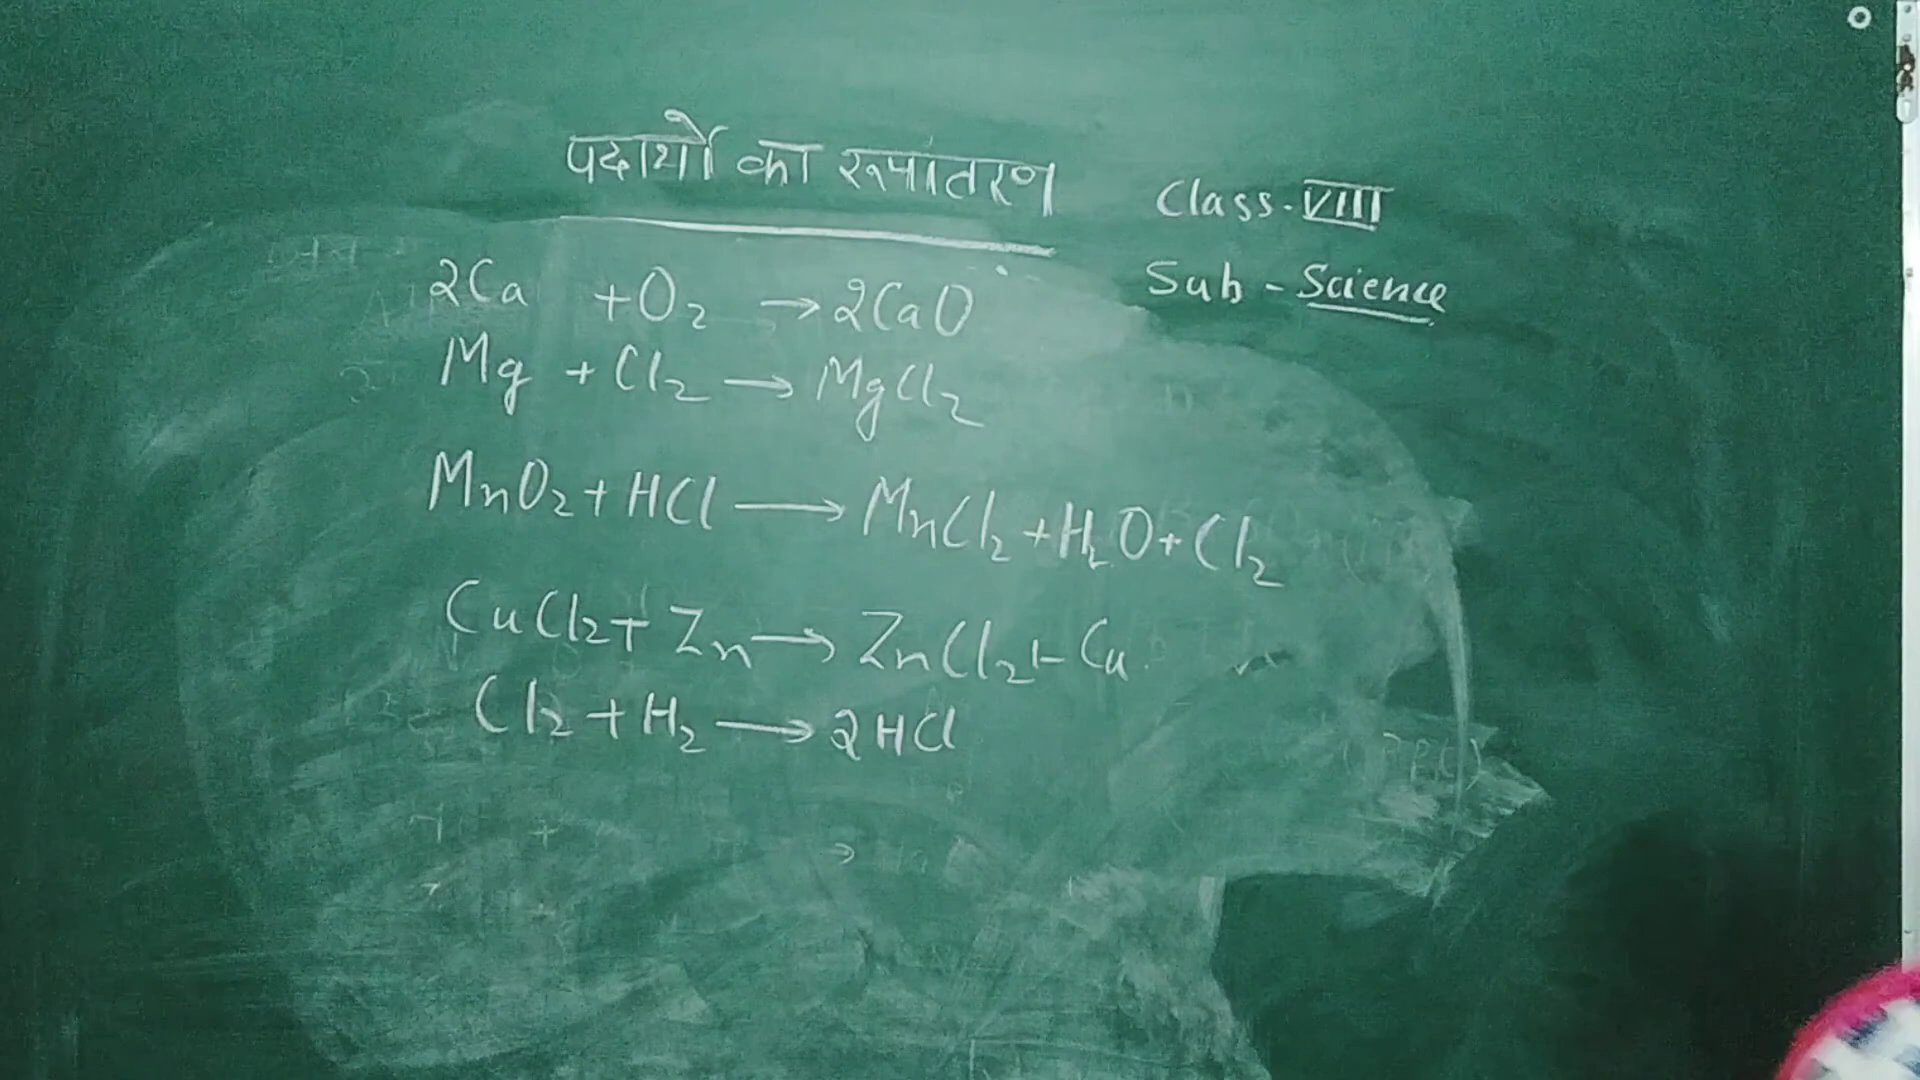 पदार्थों का रूपांतरण
Class-VIII
Sub-Science
2Ca + O₂ → 2CaO
Mg + Cl₂ → MgCl₂
MnO₂ + HCl → MnCl₂ + H₂O + Cl₂
CuCl₂ + Zn → ZnCl₂ + Cu
Cl₂ + H₂ → 2HCl